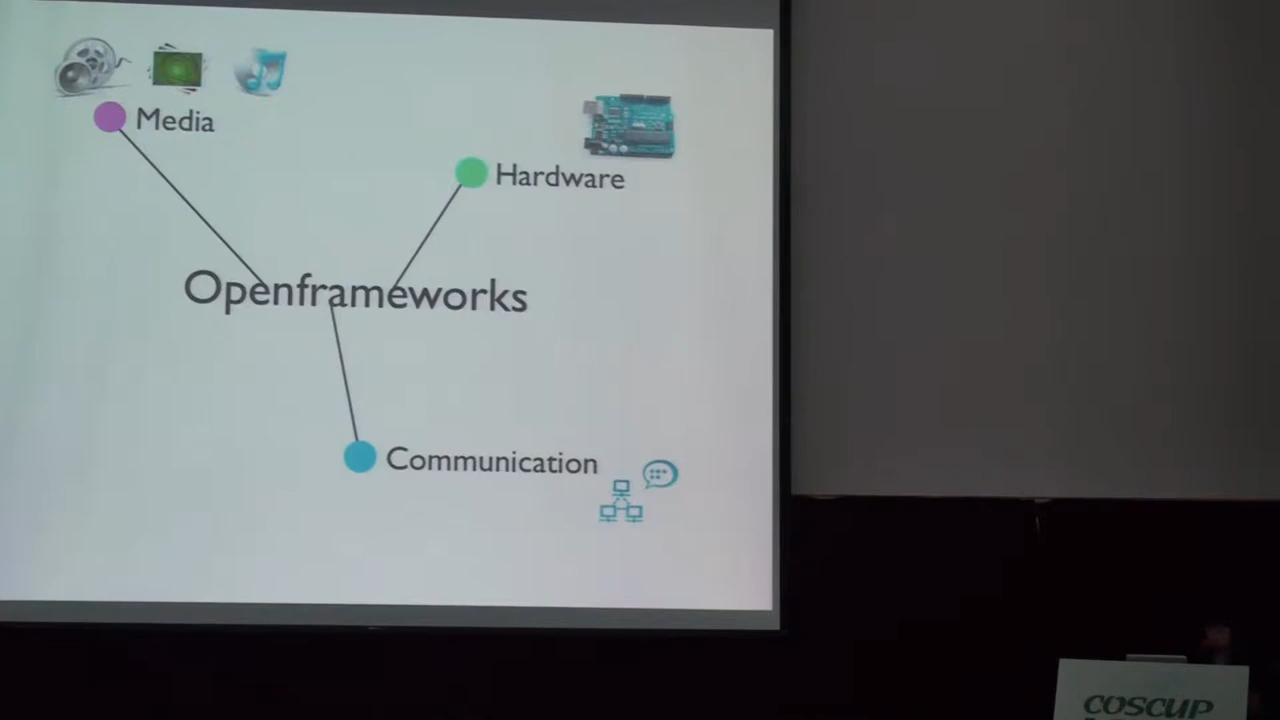 Media
Hardware
Openframeworks
Communication
COSCUP